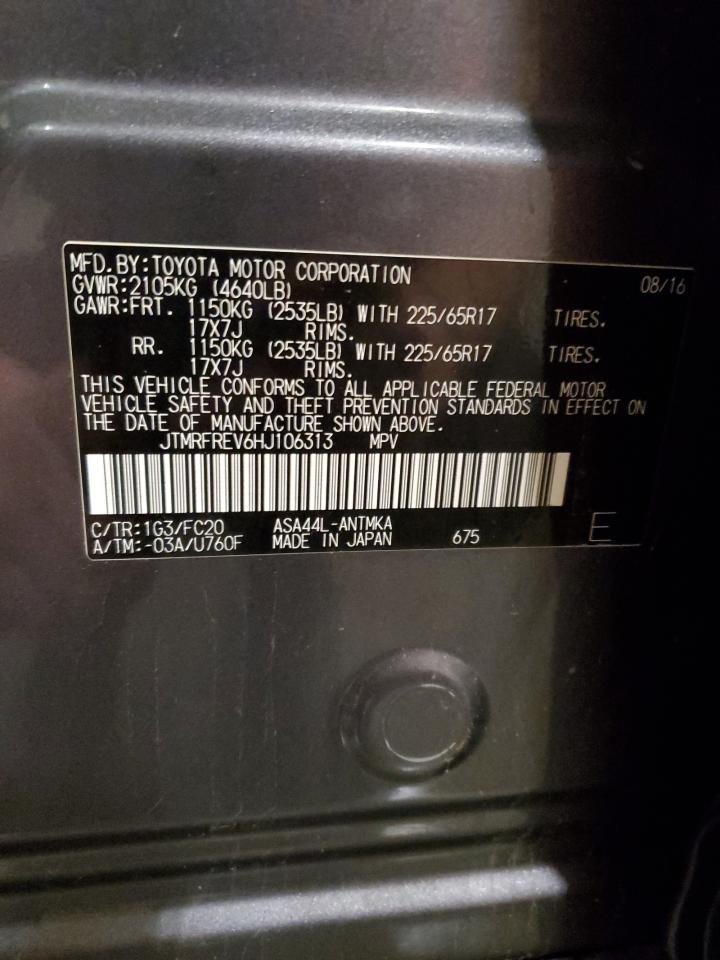 MFD.BY:TOYOTA MOTOR CORPORATION 08/16
GVWR:2105KG (4640LB)
GAWR:FRT. 1150KG (2535LB) WITH 225/65R17 TIRES.
17X7J RIMS.
RR. 1150KG (2535LB) WITH 225/65R17 TIRES.
17X7J RIMS.
THIS VEHICLE CONFORMS TO ALL APPLICABLE FEDERAL MOTOR
VEHICLE SAFETY AND THEFT PREVENTION STANDARDS IN EFFECT ON
THE DATE OF MANUFACTURE SHOWN ABOVE.
JTMRFREV6HJ106313 MPV
C/TR:1G3/FC20 ASA44L-ANTMKA
A/TM:-03A/U760F MADE IN JAPAN 675 E